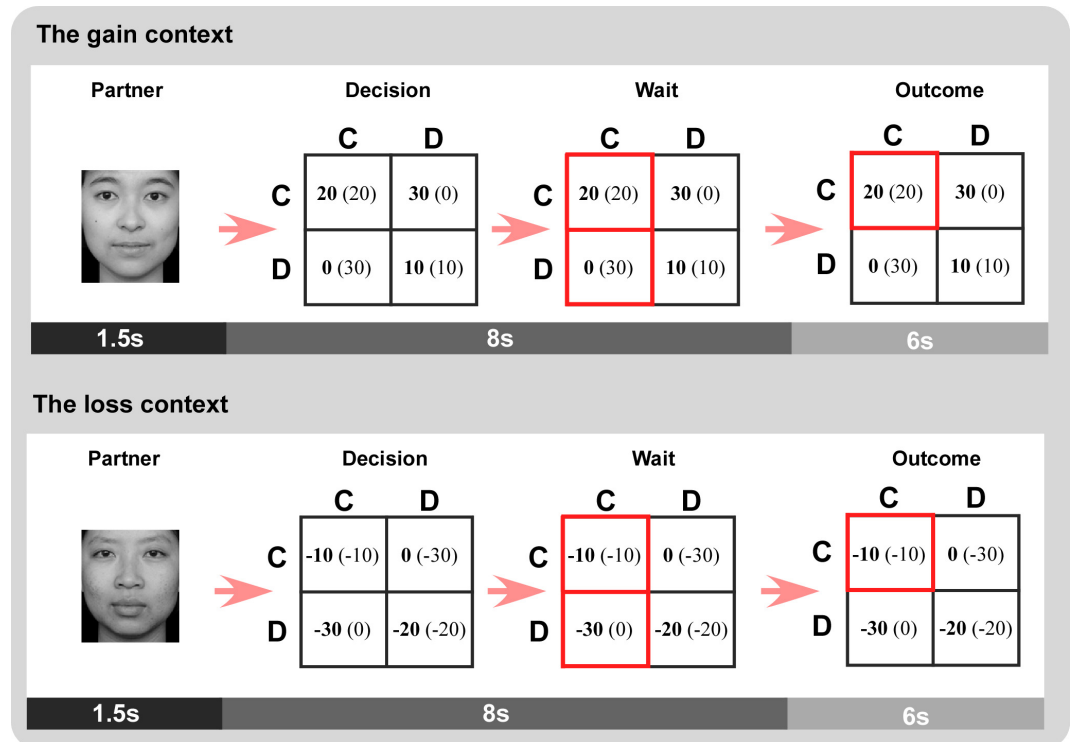 The gain context
Partner Decision Wait Outcome
C D C D C D
C 20 (20) 30 (0) C 20 (20) 30 (0) C 20 (20) 30 (0)
D 0 (30) 10 (10) D 0 (30) 10 (10) D 0 (30) 10 (10)
1.5s 8s 6s
The loss context
Partner Decision Wait Outcome
C D C D C D
C -10 (-10) 0 (-30) C -10 (-10) 0 (-30) C -10 (-10) 0 (-30)
D -30 (0) -20 (-20) D -30 (0) -20 (-20) D -30 (0) -20 (-20)
1.5s 8s 6s